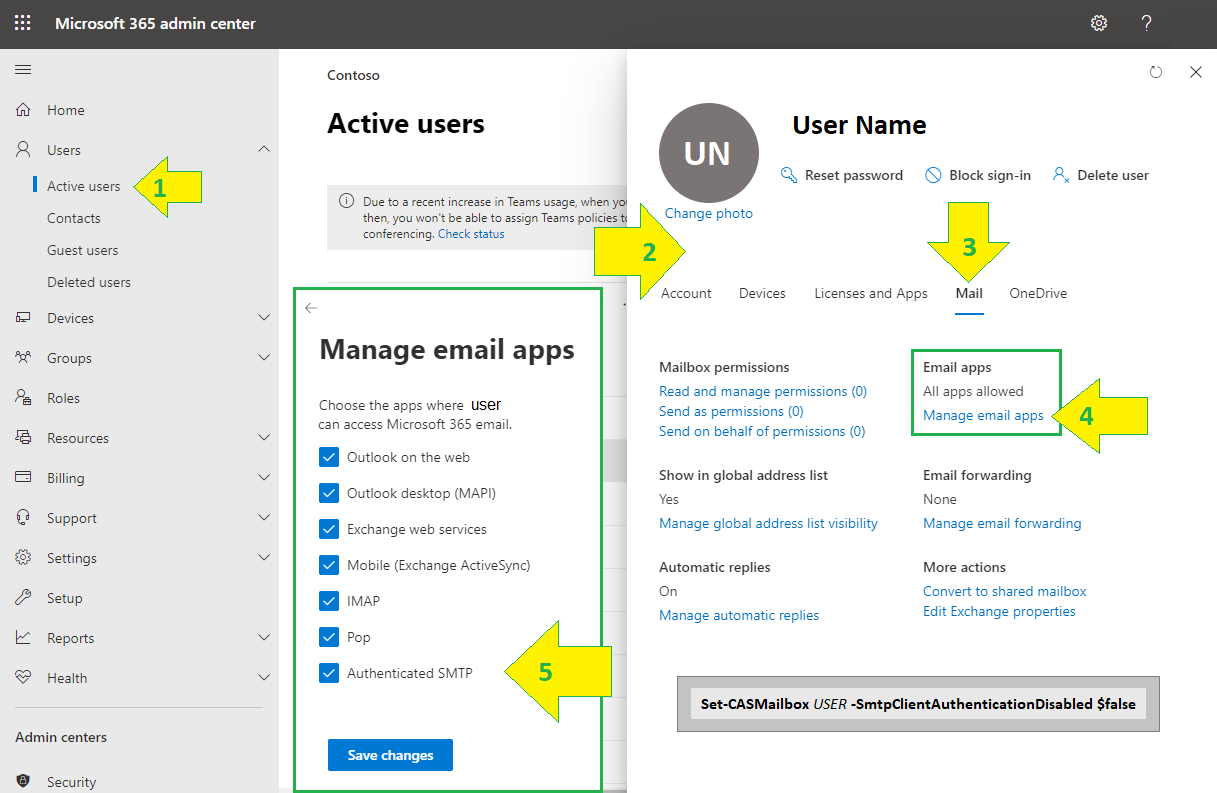 Microsoft 365 admin center
?
Home
Users
Active users
1
Contacts
Guest users
Deleted users
Devices
Groups
Roles
Resources
Billing
Support
Settings
Setup
Reports
Health
Admin centers
Security
Contoso
Active users
Due to a recent increase in Teams usage, when you
then, you won't be able to assign Teams policies to
conferencing. Check status
Manage email apps
Choose the apps where user
can access Microsoft 365 email.
Outlook on the web
Outlook desktop (MAPI)
Exchange web services
Mobile (Exchange ActiveSync)
IMAP
Pop
Authenticated SMTP
5
Save changes
UN
User Name
Reset password
Block sign-in
Delete user
Change photo
2
3
Account
Devices
Licenses and Apps
Mail
OneDrive
Mailbox permissions
Read and manage permissions (0)
Send as permissions (0)
Send on behalf of permissions (0)
Email apps
All apps allowed
Manage email apps
4
Show in global address list
Yes
Manage global address list visibility
Email forwarding
None
Manage email forwarding
Automatic replies
On
Manage automatic replies
More actions
Convert to shared mailbox
Edit Exchange properties
Set-CASMailbox USER -SmtpClientAuthenticationDisabled $false